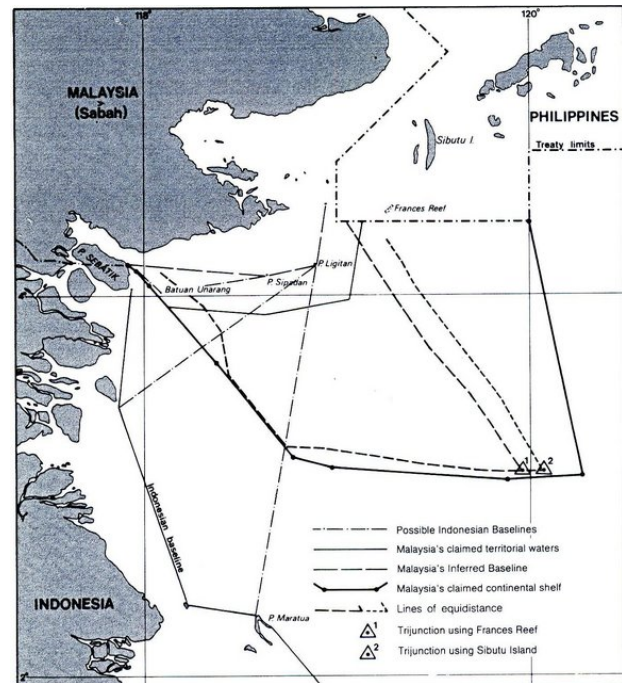 118°
120°
MALAYSIA
(Sabah)
PHILIPPINES
Sibutu I.
Treaty limits
Frances Reef
P. SEBATIK
P. Ligitan
Batuan Unarang
P. Sipadan
Indonesian baseline
INDONESIA
P. Maratua
Possible Indonesian Baselines
Malaysia's claimed territorial waters
Malaysia's Inferred Baseline
Malaysia's claimed continental shelf
Lines of equidistance
1
Trijunction using Frances Reef
2
Trijunction using Sibutu Island
1
2
2°